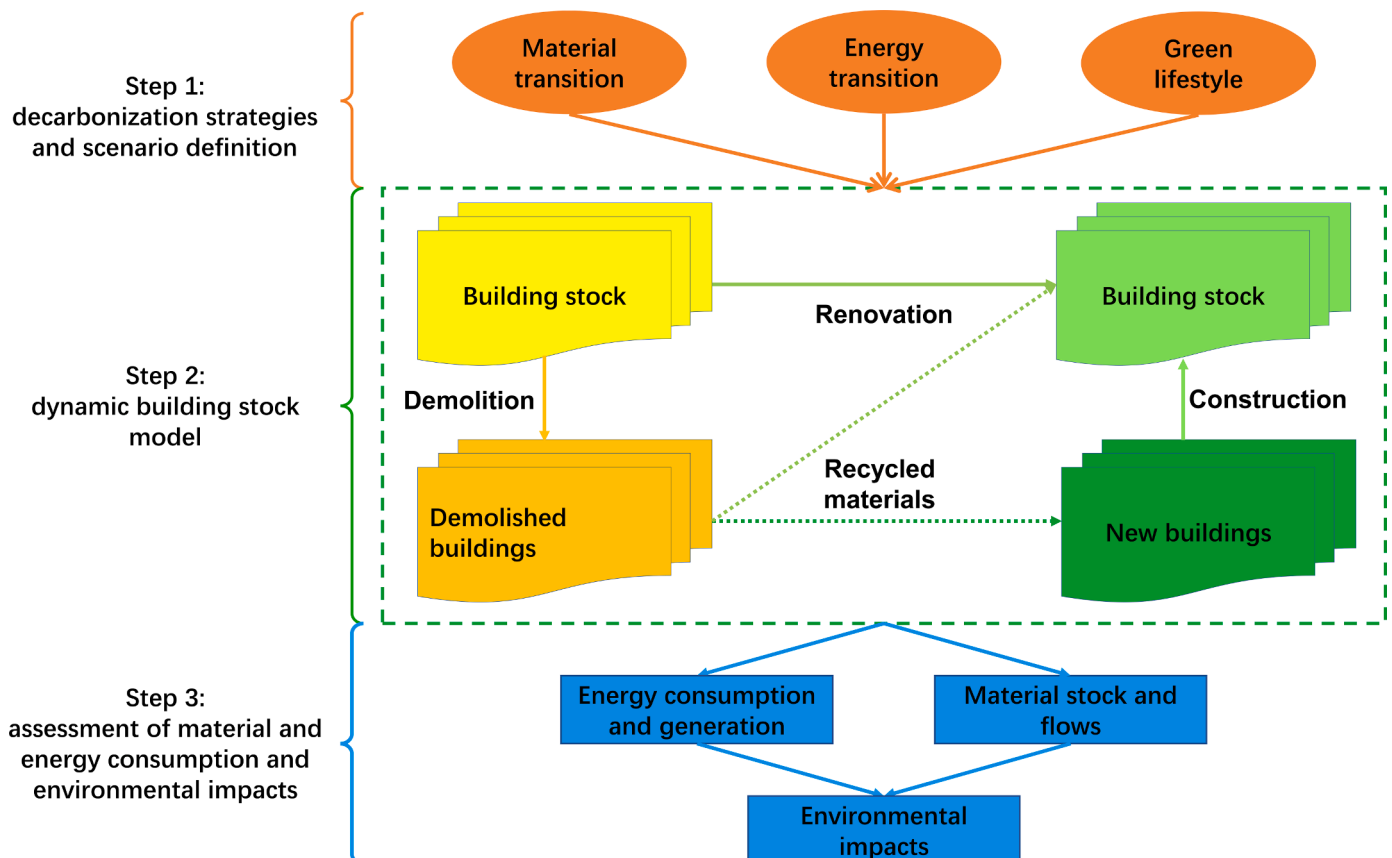 Material
transition
Energy
transition
Green
lifestyle
Step 1:
decarbonization strategies
and scenario definition
Building stock
Renovation
Building stock
Step 2:
dynamic building stock
model
Demolition
Construction
Demolished
buildings
Recycled
materials
New buildings
Step 3:
assessment of material and
energy consumption and
environmental impacts
Energy consumption
and generation
Material stock and
flows
Environmental
impacts